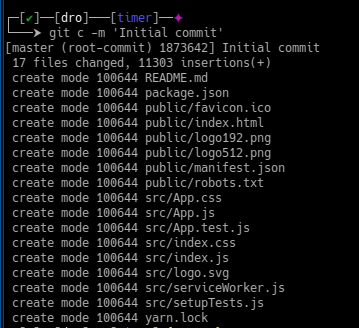 [✔]—[dro]—[timer]—✦
➤ git c -m 'Initial commit'
[master (root-commit) 1873642] Initial commit
17 files changed, 11303 insertions(+)
create mode 100644 README.md
create mode 100644 package.json
create mode 100644 public/favicon.ico
create mode 100644 public/index.html
create mode 100644 public/logo192.png
create mode 100644 public/logo512.png
create mode 100644 public/manifest.json
create mode 100644 public/robots.txt
create mode 100644 src/App.css
create mode 100644 src/App.js
create mode 100644 src/App.test.js
create mode 100644 src/index.css
create mode 100644 src/index.js
create mode 100644 src/logo.svg
create mode 100644 src/serviceWorker.js
create mode 100644 src/setupTests.js
create mode 100644 yarn.lock